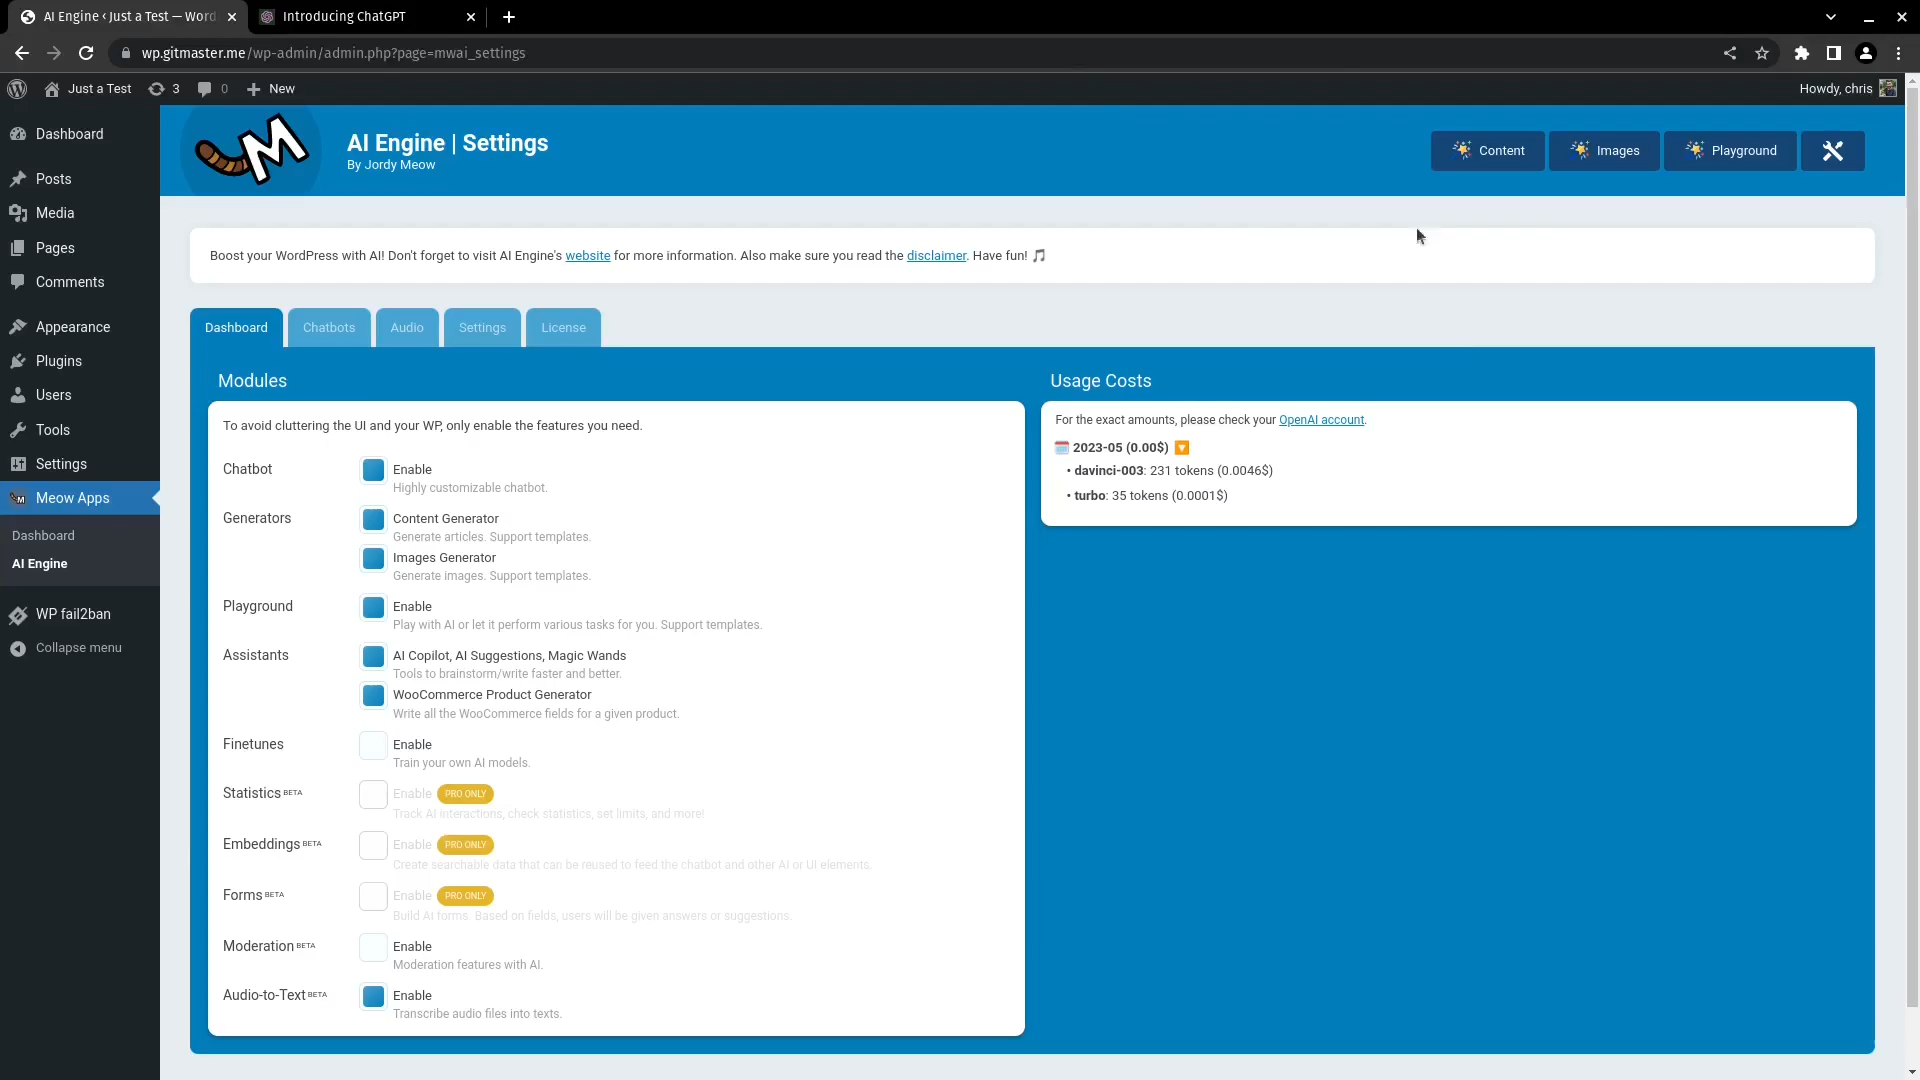 AI Engine ‹ Just a Test — Word
Introducing ChatGPT
wp.gitmaster.me/wp-admin/admin.php?page=mwai_settings
Just a Test
3
0
New
Howdy, chris
Dashboard
Posts
Media
Pages
Comments
Appearance
Plugins
Users
Tools
Settings
Meow Apps
Dashboard
AI Engine
WP fail2ban
Collapse menu
M
AI Engine | Settings
By Jordy Meow
Content
Images
Playground
Boost your WordPress with AI! Don't forget to visit AI Engine's website for more information. Also make sure you read the disclaimer. Have fun! 🎵
Dashboard
Chatbots
Audio
Settings
License
Modules
To avoid cluttering the UI and your WP, only enable the features you need.
Chatbot
Enable
Highly customizable chatbot.
Generators
Content Generator
Generate articles. Support templates.
Images Generator
Generate images. Support templates.
Playground
Enable
Play with AI or let it perform various tasks for you. Support templates.
Assistants
AI Copilot, AI Suggestions, Magic Wands
Tools to brainstorm/write faster and better.
WooCommerce Product Generator
Write all the WooCommerce fields for a given product.
Finetunes
Enable
Train your own AI models.
Statistics BETA
Enable PRO ONLY
Track AI interactions, check statistics, set limits, and more!
Embeddings BETA
Enable PRO ONLY
Create searchable data that can be reused to feed the chatbot and other AI or UI elements.
Forms BETA
Enable PRO ONLY
Build AI forms. Based on fields, users will be given answers or suggestions.
Moderation BETA
Enable
Moderation features with AI.
Audio-to-Text BETA
Enable
Transcribe audio files into texts.
Usage Costs
For the exact amounts, please check your OpenAI account.
🗓️ 2023-05 (0.00$) 🔽
• davinci-003: 231 tokens (0.0046$)
• turbo: 35 tokens (0.0001$)